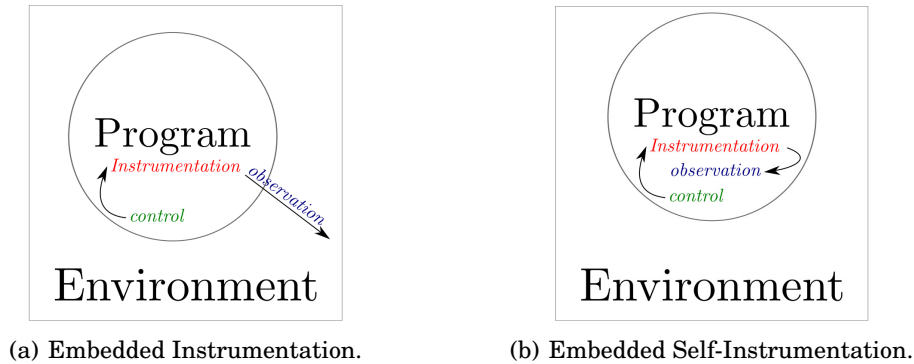 Program
Instrumentation
observation
control
Environment
(a) Embedded Instrumentation.
Program
Instrumentation
observation
control
Environment
(b) Embedded Self-Instrumentation.